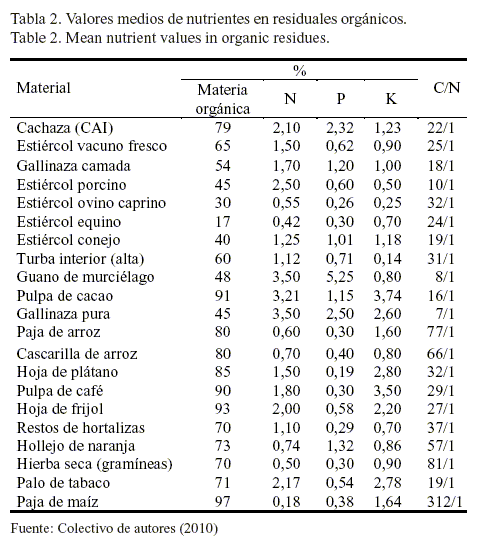 Tabla 2. Valores medios de nutrientes en residuales orgánicos.
Table 2. Mean nutrient values in organic residues.
%
Material Materia orgánica N P K C/N
Cachaza (CAI) 79 2,10 2,32 1,23 22/1
Estiércol vacuno fresco 65 1,50 0,62 0,90 25/1
Gallinaza camada 54 1,70 1,20 1,00 18/1
Estiércol porcino 45 2,50 0,60 0,50 10/1
Estiércol ovino caprino 30 0,55 0,26 0,25 32/1
Estiércol equino 17 0,42 0,30 0,70 24/1
Estiércol conejo 40 1,25 1,01 1,18 19/1
Turba interior (alta) 60 1,12 0,71 0,14 31/1
Guano de murciélago 48 3,50 5,25 0,80 8/1
Pulpa de cacao 91 3,21 1,15 3,74 16/1
Gallinaza pura 45 3,50 2,50 2,60 7/1
Paja de arroz 80 0,60 0,30 1,60 77/1
Cascarilla de arroz 80 0,70 0,40 0,80 66/1
Hoja de plátano 85 1,50 0,19 2,80 32/1
Pulpa de café 90 1,80 0,30 3,50 29/1
Hoja de frijol 93 2,00 0,58 2,20 27/1
Restos de hortalizas 70 1,10 0,29 0,70 37/1
Hollejo de naranja 73 0,74 1,32 0,86 57/1
Hierba seca (gramíneas) 70 0,50 0,30 0,90 81/1
Palo de tabaco 71 2,17 0,54 2,78 19/1
Paja de maíz 97 0,18 0,38 1,64 312/1
Fuente: Colectivo de autores (2010)